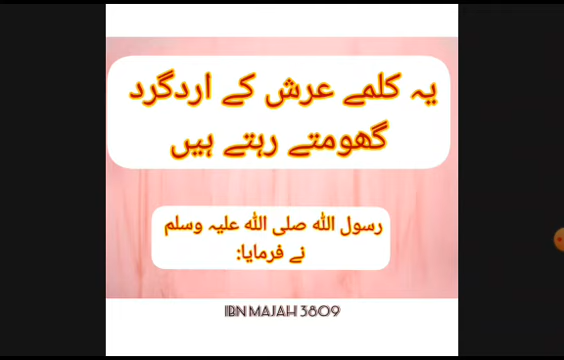 یہ کلمے عرش کے اردگرد
گھومتے رہتے ہیں
رسول اللہ صلی اللہ علیہ وسلم
نے فرمایا:
IBN MAJAH 3809